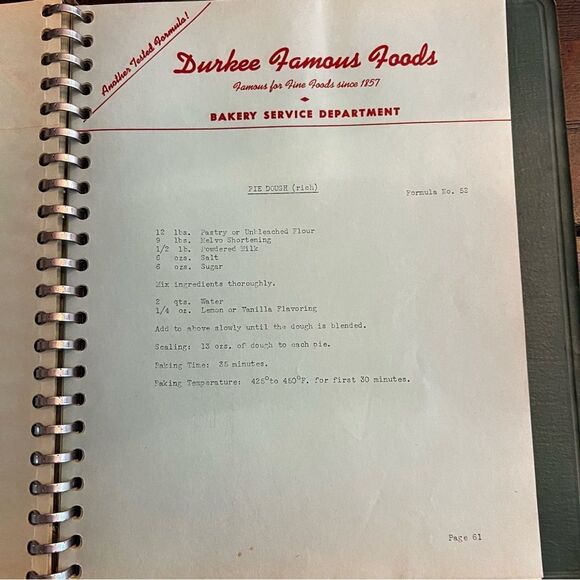 Another Tested Formula!
Durkee Famous Foods
Famous for Fine Foods since 1857
BAKERY SERVICE DEPARTMENT
PIE DOUGH (rich) Formula No. 52
12 lbs. Pastry or Unbleached Flour
9 lbs. Melvo Shortening
1/2 lb. Powdered Milk
6 ozs. Salt
6 ozs. Sugar
Mix ingredients thoroughly.
2 qts. Water
1/4 oz. Lemon or Vanilla Flavoring
Add to above slowly until the dough is blended.
Scaling: 13 ozs. of dough to each pie.
Baking Time: 35 minutes.
Baking Temperature: 425° to 450°F. for first 30 minutes.
Page 61